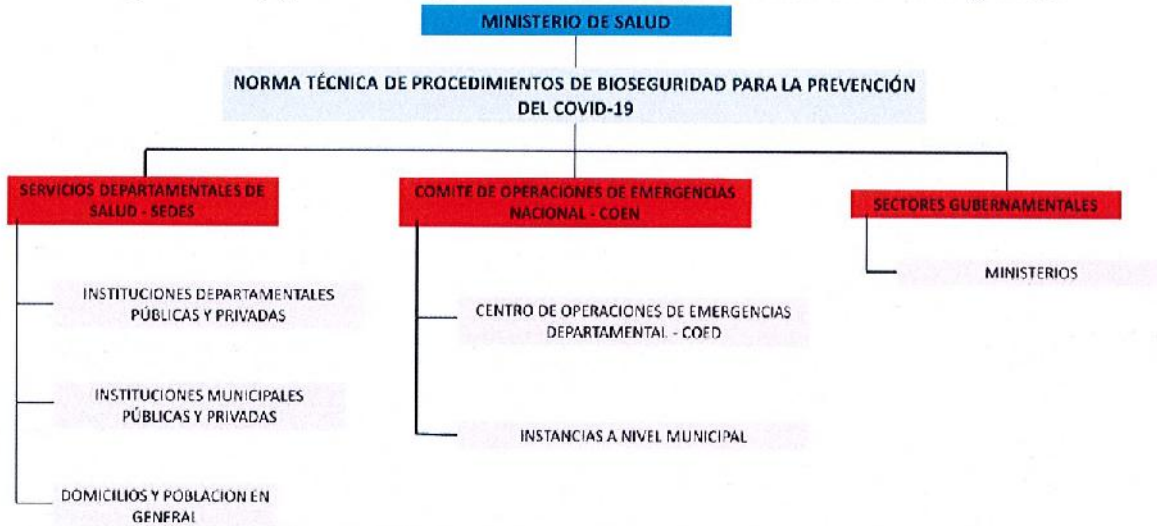 MINISTERIO DE SALUD
NORMA TÉCNICA DE PROCEDIMIENTOS DE BIOSEGURIDAD PARA LA PREVENCIÓN
DEL COVID-19
SERVICIOS DEPARTAMENTALES DE
SALUD - SEDES
INSTITUCIONES DEPARTAMENTALES
PÚBLICAS Y PRIVADAS
INSTITUCIONES MUNICIPALES
PÚBLICAS Y PRIVADAS
DOMICILIOS Y POBLACION EN
GENERAL
COMITE DE OPERACIONES DE EMERGENCIAS
NACIONAL - COEN
CENTRO DE OPERACIONES DE EMERGENCIAS
DEPARTAMENTAL - COED
INSTANCIAS A NIVEL MUNICIPAL
SECTORES GUBERNAMENTALES
MINISTERIOS